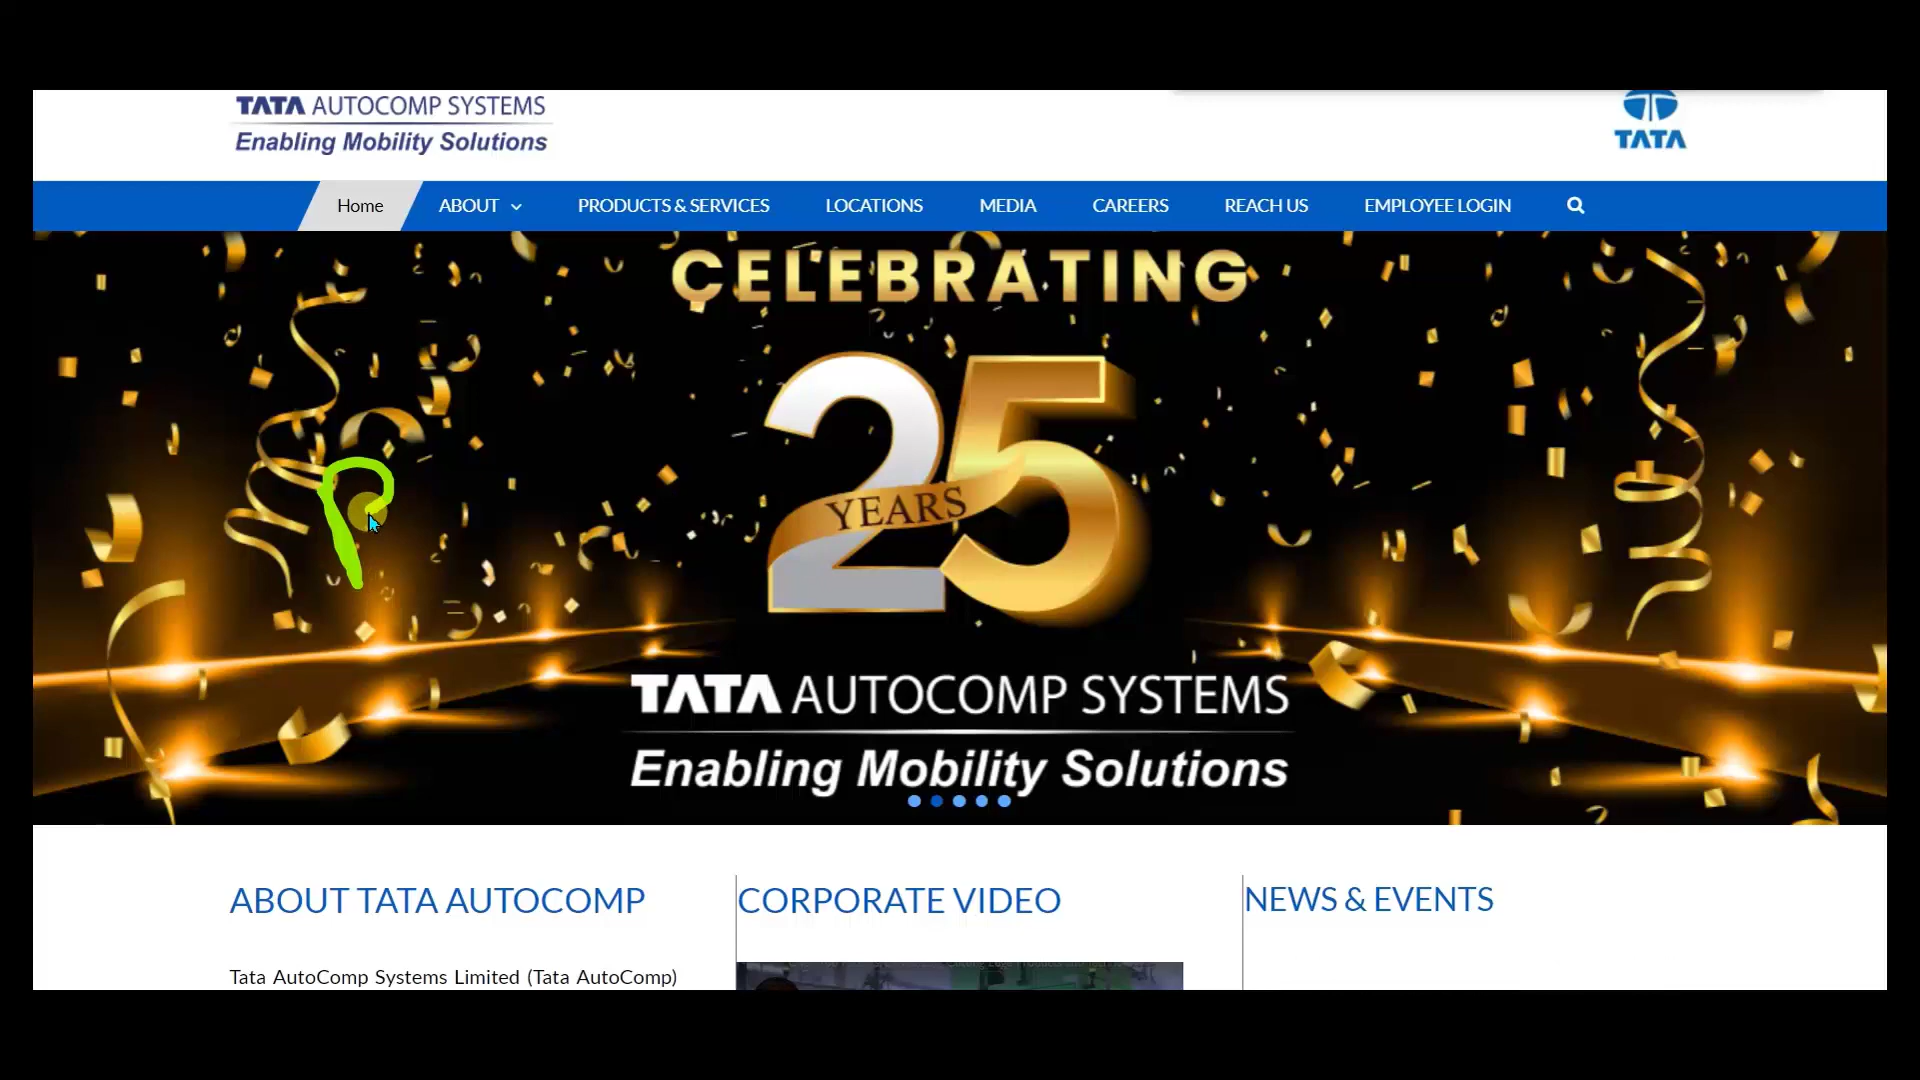 TATA AUTOCOMP SYSTEMS
Enabling Mobility Solutions
TATA
Home ABOUT PRODUCTS & SERVICES LOCATIONS MEDIA CAREERS REACH US EMPLOYEE LOGIN
CELEBRATING
25
YEARS
TATA AUTOCOMP SYSTEMS
Enabling Mobility Solutions
ABOUT TATA AUTOCOMP
CORPORATE VIDEO
NEWS & EVENTS
Tata AutoComp Systems Limited (Tata AutoComp)